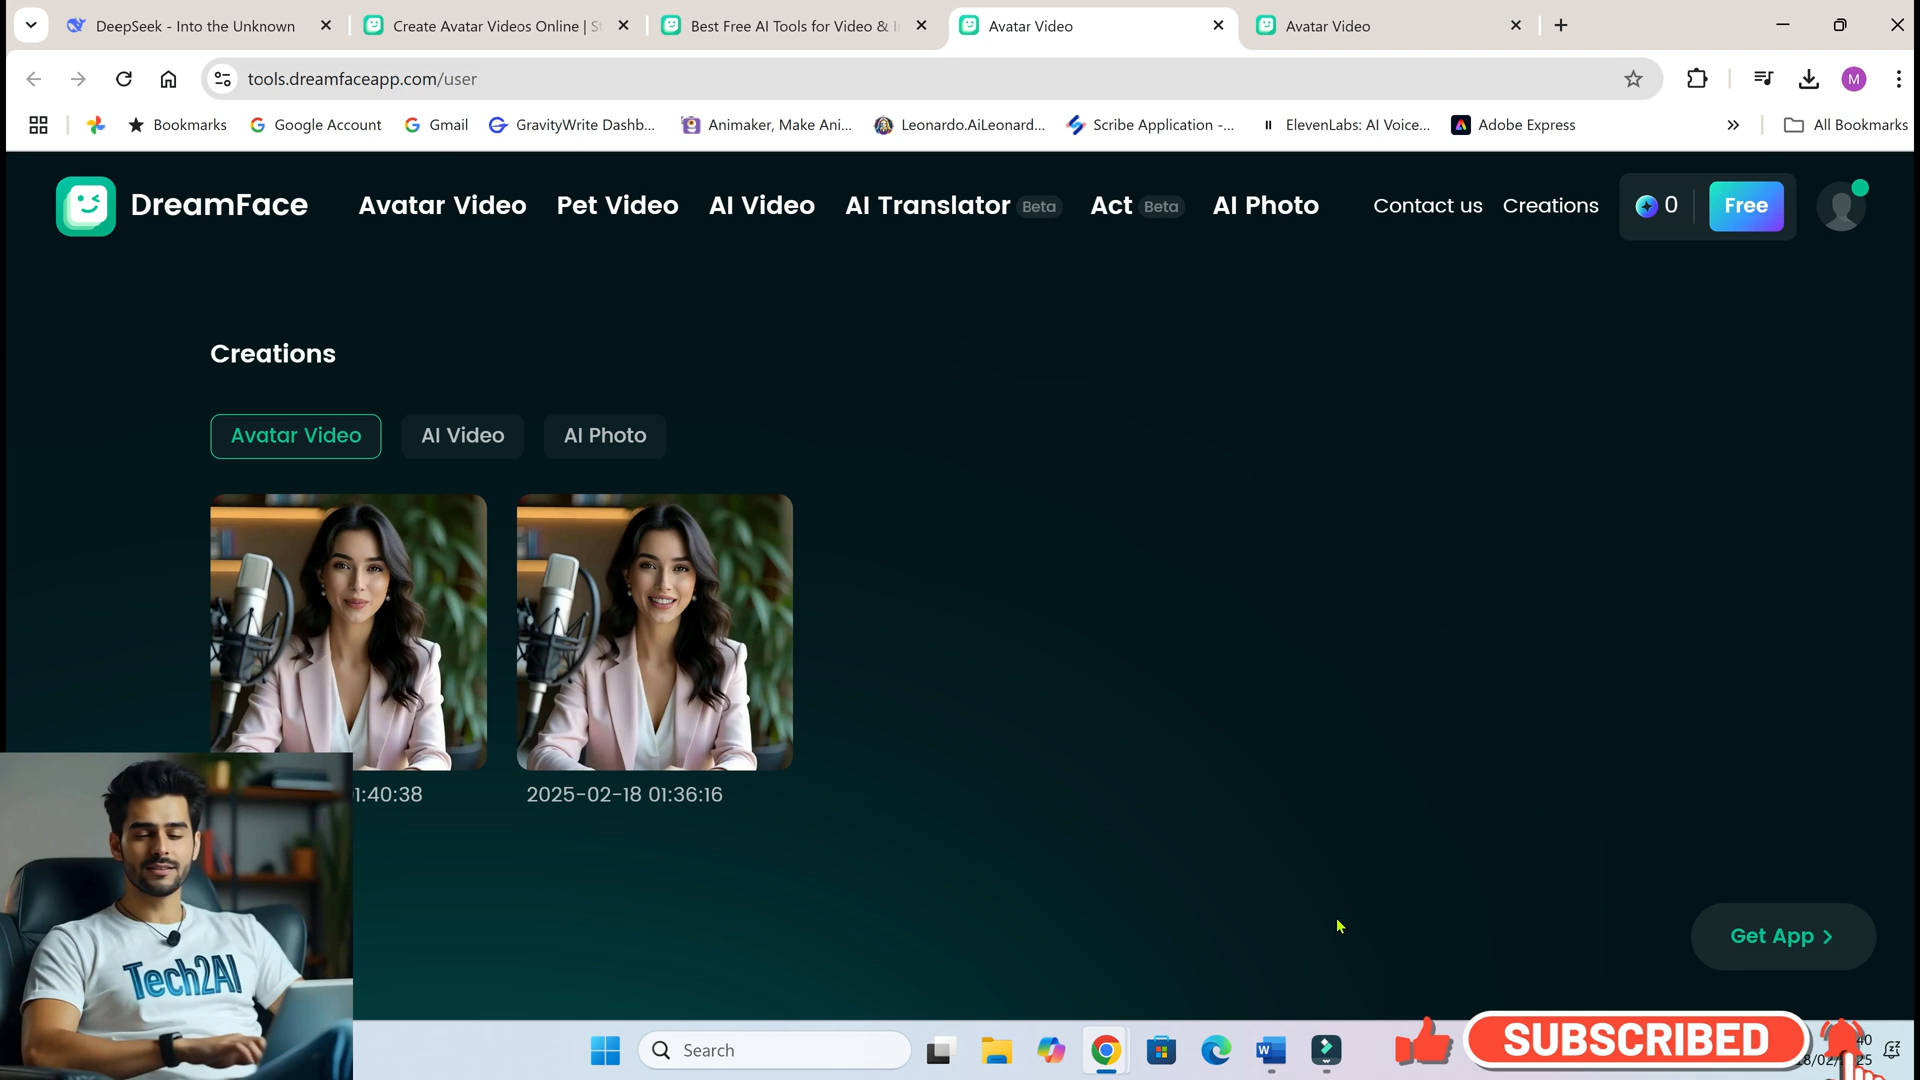 DeepSeek - Into the Unknown
Create Avatar Videos Online | St
Best Free AI Tools for Video & I
Avatar Video
Avatar Video
tools.dreamfaceapp.com/user
M
Bookmarks
Google Account
Gmail
GravityWrite Dashb...
Animaker, Make Ani...
Leonardo.AiLeonard...
Scribe Application -...
ElevenLabs: AI Voice...
Adobe Express
All Bookmarks
DreamFace
Avatar Video
Pet Video
AI Video
AI Translator Beta
Act Beta
AI Photo
Contact us
Creations
0
Free
Creations
Avatar Video
AI Video
AI Photo
1:40:38
2025-02-18 01:36:16
Get App
Tech2AI
Search
SUBSCRIBED